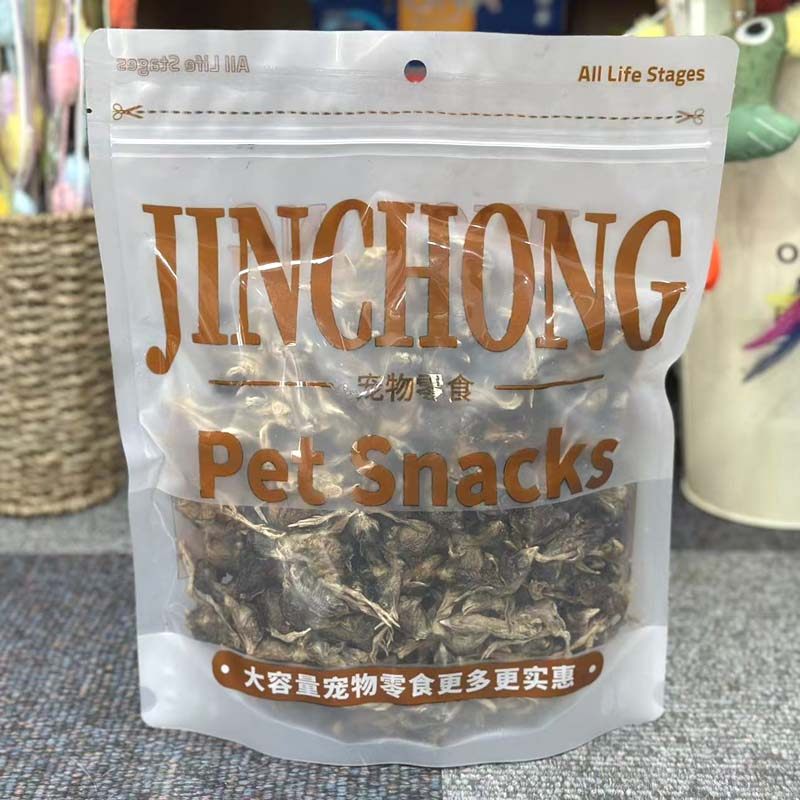 All Life Stages
All Life Stages
JINCHONG
宠物零食
Pet Snacks
大容量宠物零食更多更实惠